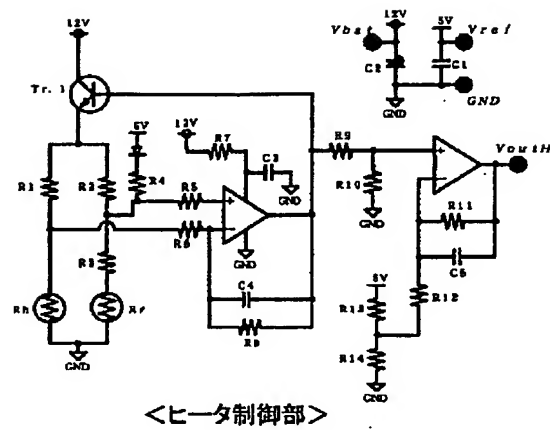 12V
Tr. 1
5V
R4
12V
R7
C3
GND
R1
R2
R3
R5
R6
GND
C4
R8
Rh
Rr
GND
Vbat
12V
C2
GND
5V
Vref
C1
GND
R9
R10
GND
VoutH
R11
C5
R12
5V
R13
R14
GND
<ヒータ制御部>